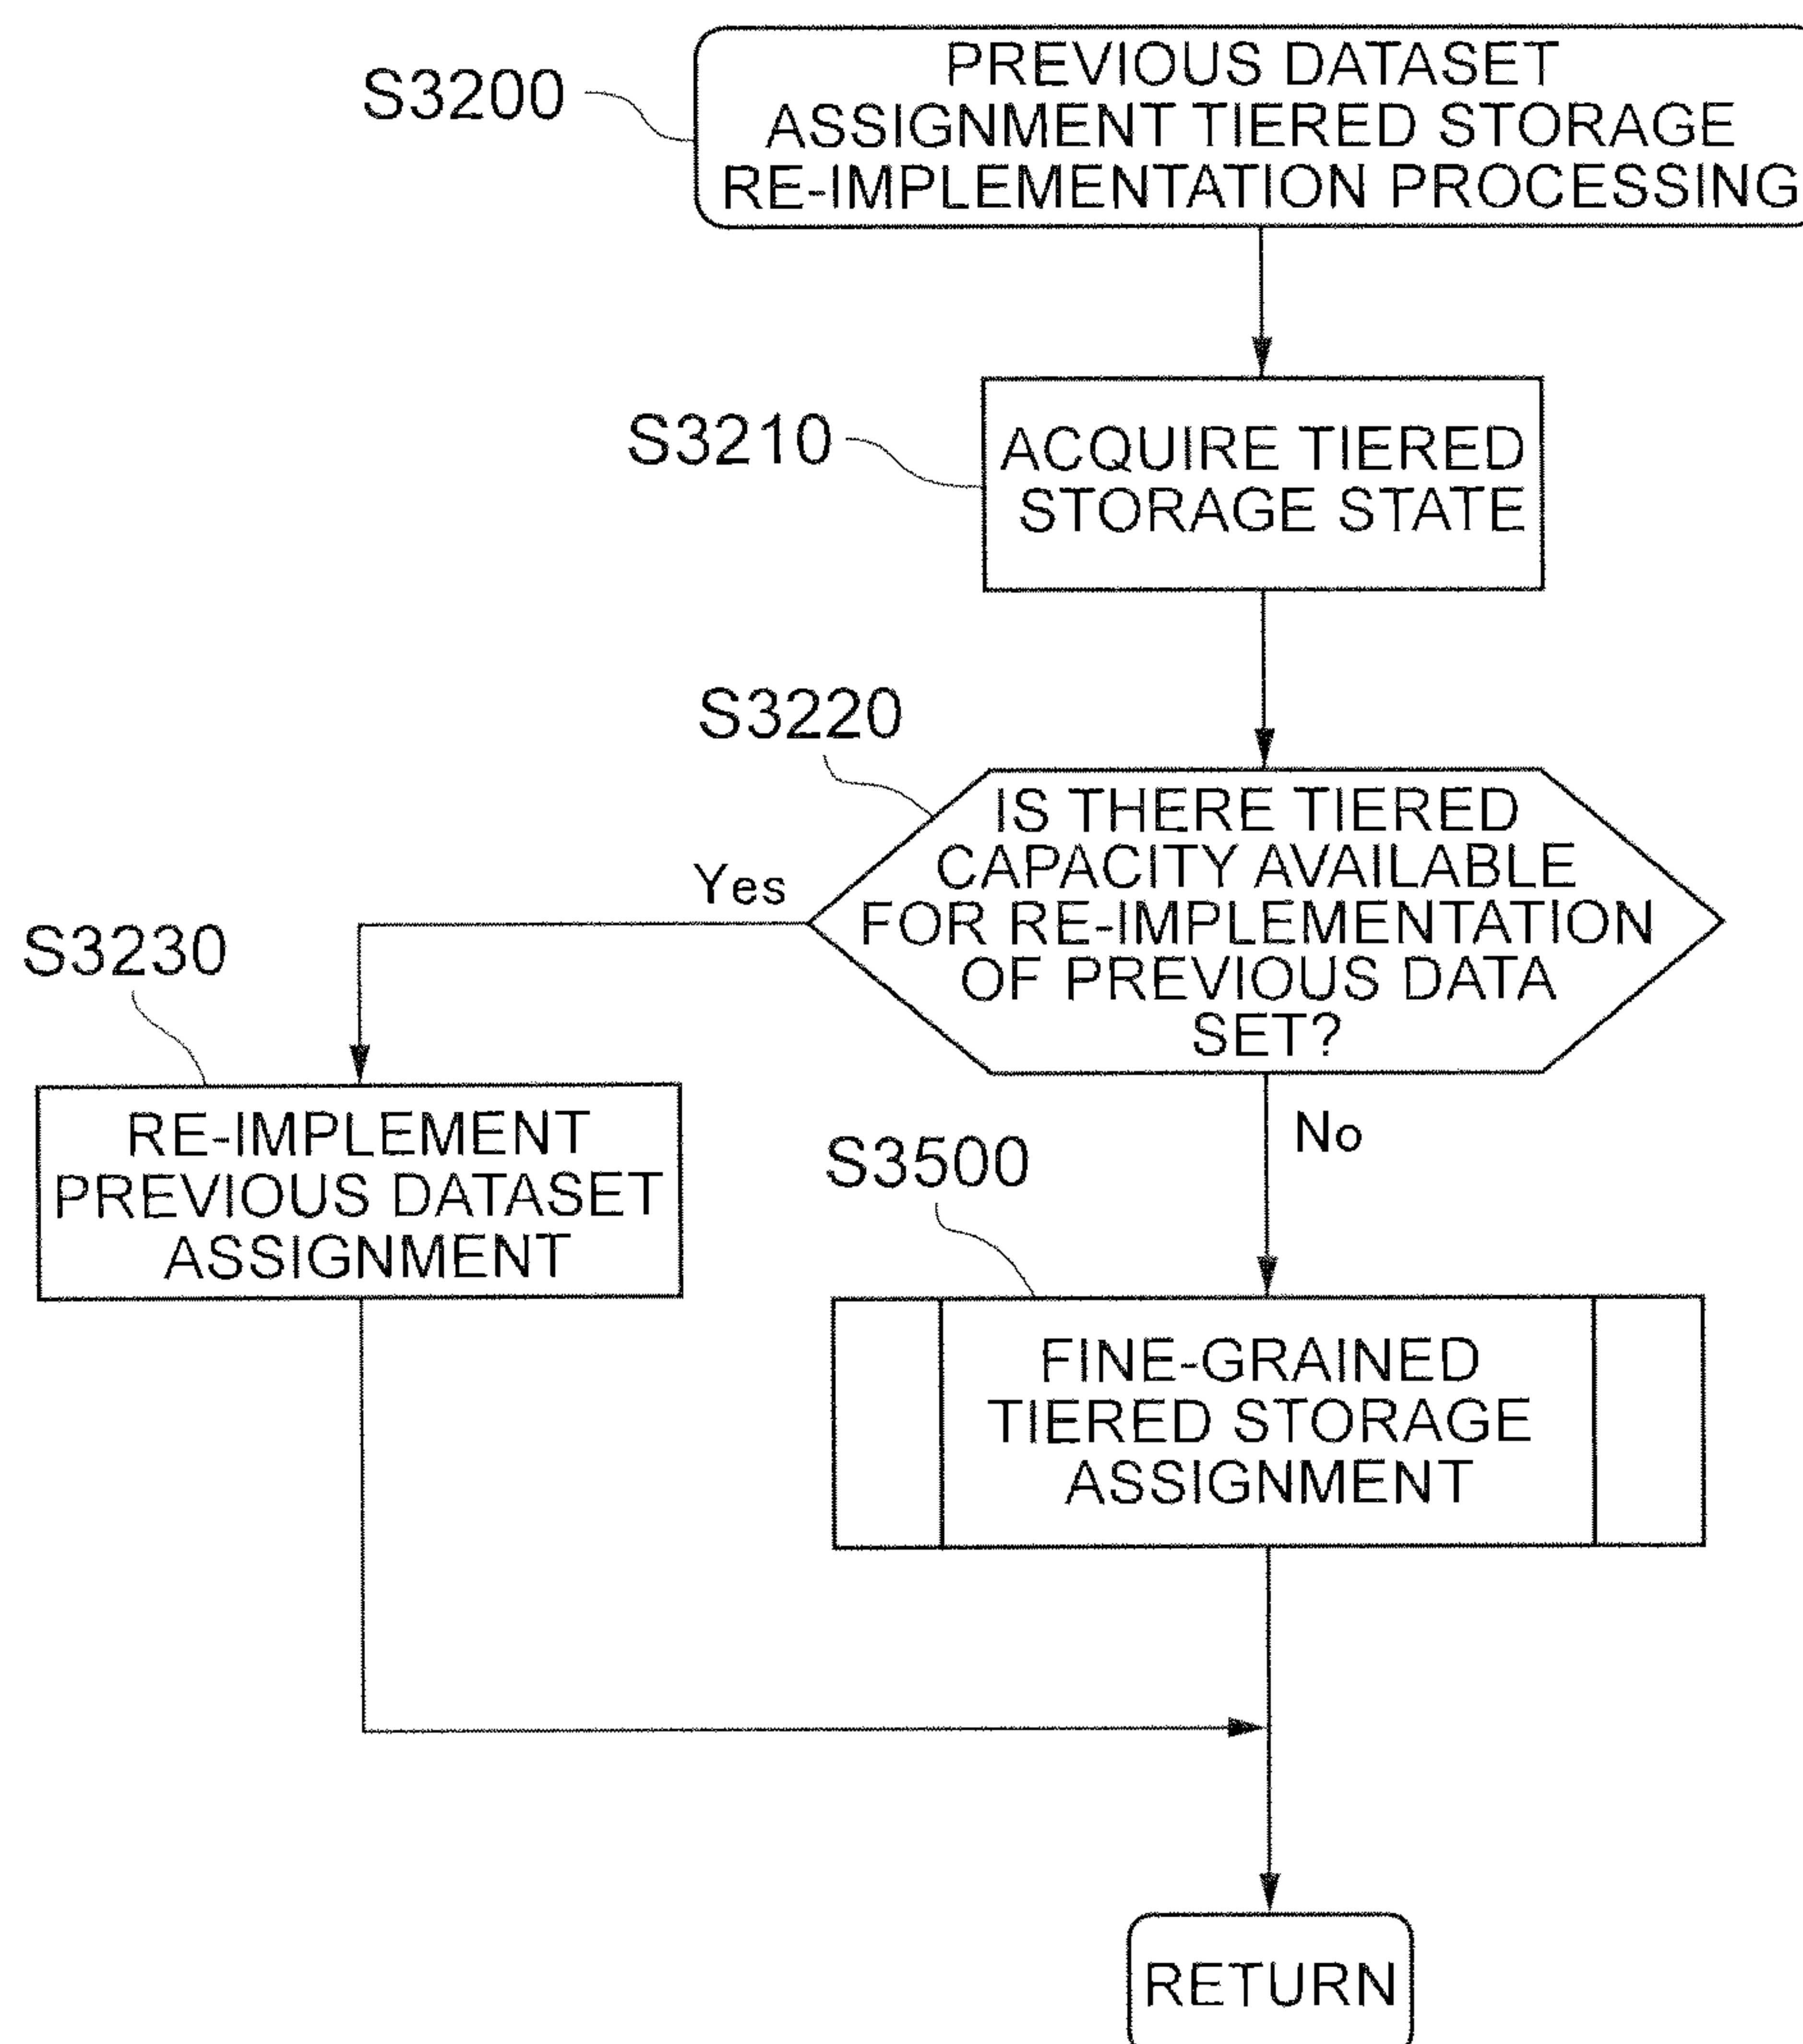 S3200
PREVIOUS DATASET
ASSIGNMENT TIERED STORAGE
RE-IMPLEMENTATION PROCESSING
S3210
ACQUIRE TIERED
STORAGE STATE
S3220
IS THERE TIERED
CAPACITY AVAILABLE
FOR RE-IMPLEMENTATION
OF PREVIOUS DATA
SET?
Yes
S3230
RE-IMPLEMENT
PREVIOUS DATASET
ASSIGNMENT
No
S3500
FINE-GRAINED
TIERED STORAGE
ASSIGNMENT
RETURN